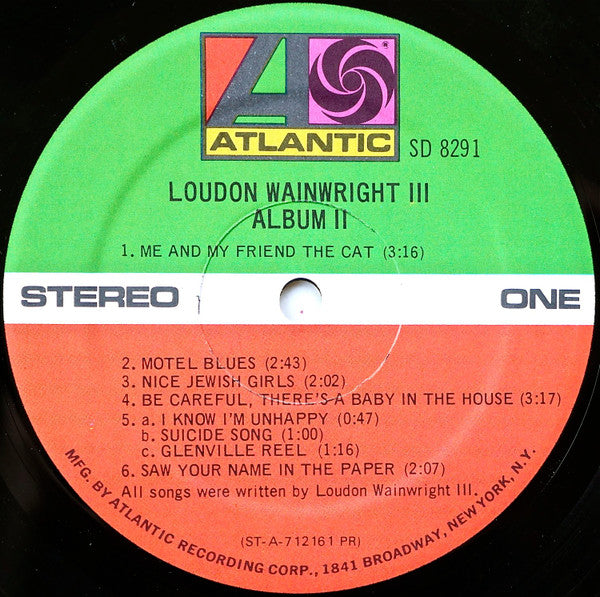 ATLANTIC
SD 8291
LOUDON WAINWRIGHT III
ALBUM II
1. ME AND MY FRIEND THE CAT (3:16)
STEREO ONE
2. MOTEL BLUES (2:43)
3. NICE JEWISH GIRLS (2:02)
4. BE CAREFUL, THERE'S A BABY IN THE HOUSE (3:17)
5. a. I KNOW I'M UNHAPPY (0:47)
b. SUICIDE SONG (1:00)
c. GLENVILLE REEL (1:16)
6. SAW YOUR NAME IN THE PAPER (2:07)
All songs were written by Loudon Wainwright III.
(ST-A-712161 PR)
MFG. BY ATLANTIC RECORDING CORP., 1841 BROADWAY, NEW YORK, N.Y.